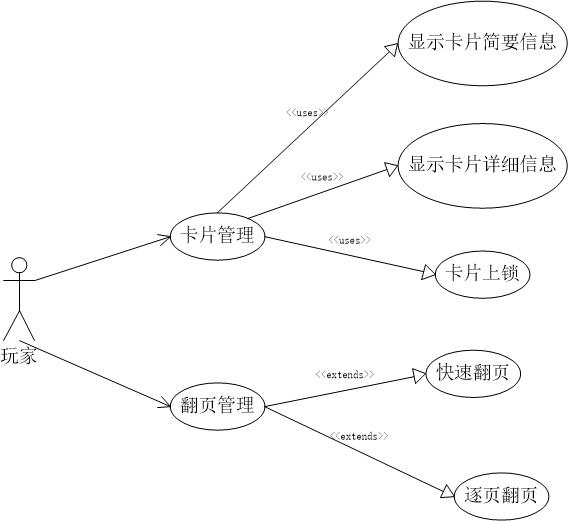 显示卡片简要信息
<<uses>>
显示卡片详细信息
<<uses>>
卡片管理
<<uses>>
卡片上锁
玩家
快速翻页
<<extends>>
翻页管理
<<extends>>
逐页翻页